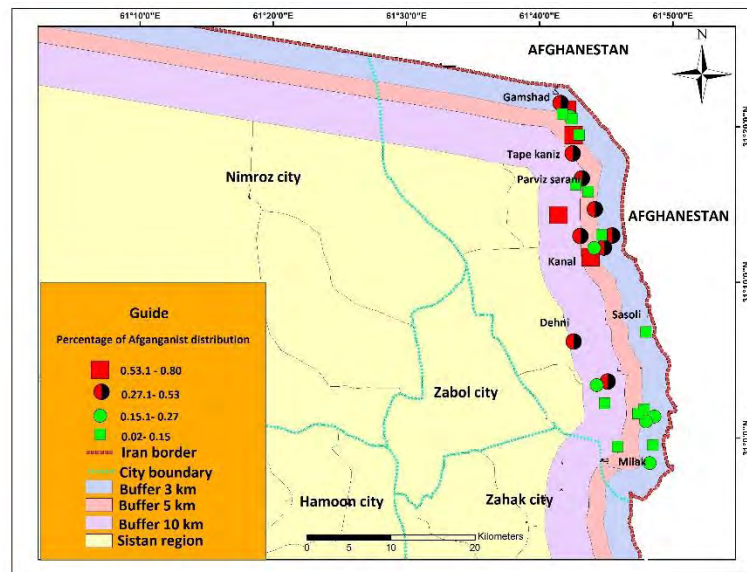 61°10'0"E 61°20'0"E 61°30'0"E 61°40'0"E 61°50'0"E
AFGHANESTAN
N
Gamshad
Tape kaniz
Nimroz city
Parviz sarani
AFGHANESTAN
Kanal
Guide
Percentage of Afganganist distribution
0.53.1 - 0.80
0.27.1- 0.53
0.15.1- 0.27
0.02- 0.15
Iran border
City boundary
Buffer 3 km
Buffer 5 km
Buffer 10 km
Sistan region
Sasoli
Dehni
Zabol city
Milak
Hamoon city
Zahak city
Kilometers
0 5 10 20